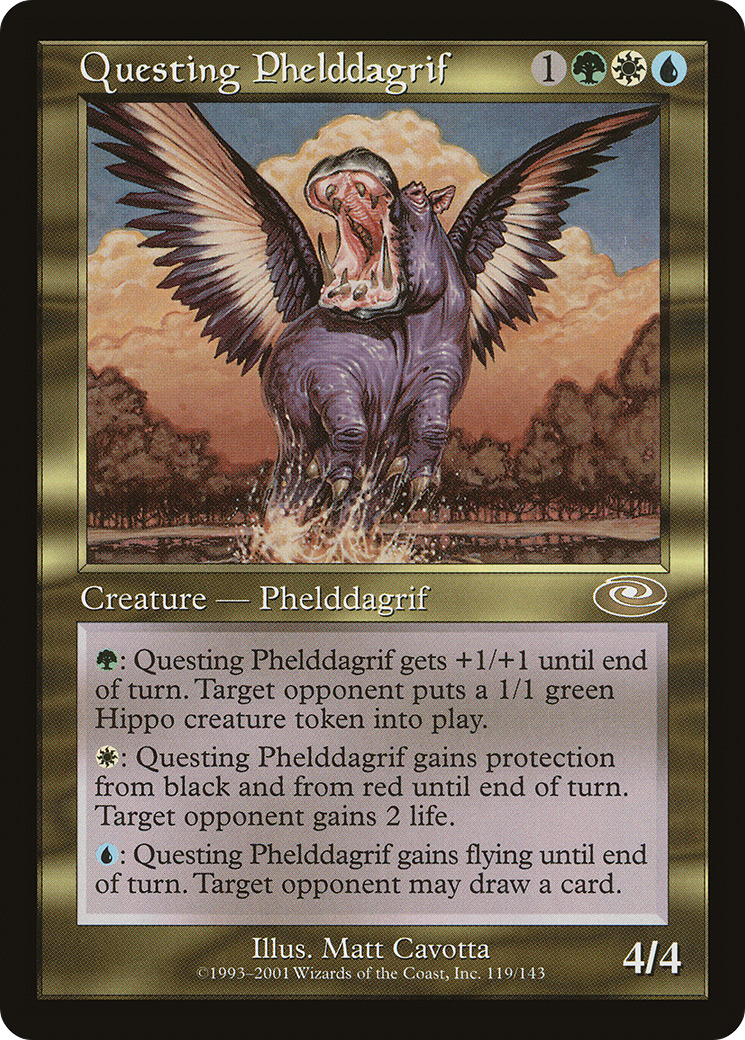 Questing Phelddagrif 1
Creature — Phelddagrif
: Questing Phelddagrif gets +1/+1 until end
of turn. Target opponent puts a 1/1 green
Hippo creature token into play.
: Questing Phelddagrif gains protection
from black and from red until end of turn.
Target opponent gains 2 life.
: Questing Phelddagrif gains flying until end
of turn. Target opponent may draw a card.
Illus. Matt Cavotta
©1993–2001 Wizards of the Coast, Inc. 119/143
4/4